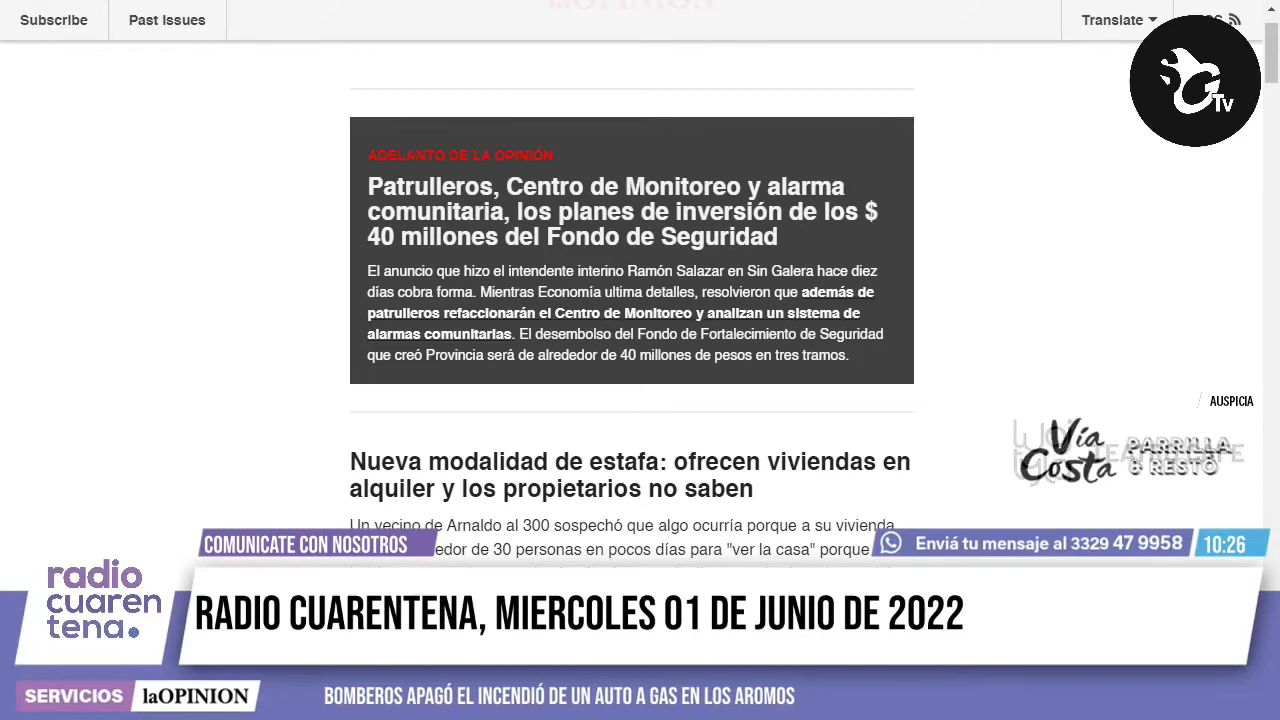 Subscribe
Past Issues
Translate
laOPINION
ADELANTO DE LA OPINIÓN
Patrulleros, Centro de Monitoreo y alarma
comunitaria, los planes de inversión de los $
40 millones del Fondo de Seguridad
El anuncio que hizo el intendente interino Ramón Salazar en Sin Galera hace diez
días cobra forma. Mientras Economía ultima detalles, resolvieron que además de
patrulleros refaccionarán el Centro de Monitoreo y analizan un sistema de
alarmas comunitarias. El desembolso del Fondo de Fortalecimiento de Seguridad
que creó Provincia será de alrededor de 40 millones de pesos en tres tramos.
G Tv
AUSPICIA
Vía
Costa
PARRILLA
& RESTÓ
Nueva modalidad de estafa: ofrecen viviendas en
alquiler y los propietarios no saben
Un vecino de Arnaldo al 300 sospechó que algo ocurría porque a su vivienda
edor de 30 personas en pocos días para "ver la casa" porque
COMUNICATE CON NOSOTROS
Enviá tu mensaje al 3329 47 9958
10:26
radio
cuaren
tena.
RADIO CUARENTENA, MIERCOLES 01 DE JUNIO DE 2022
SERVICIOS
laOPINION
BOMBEROS APAGÓ EL INCENDIÓ DE UN AUTO A GAS EN LOS AROMOS